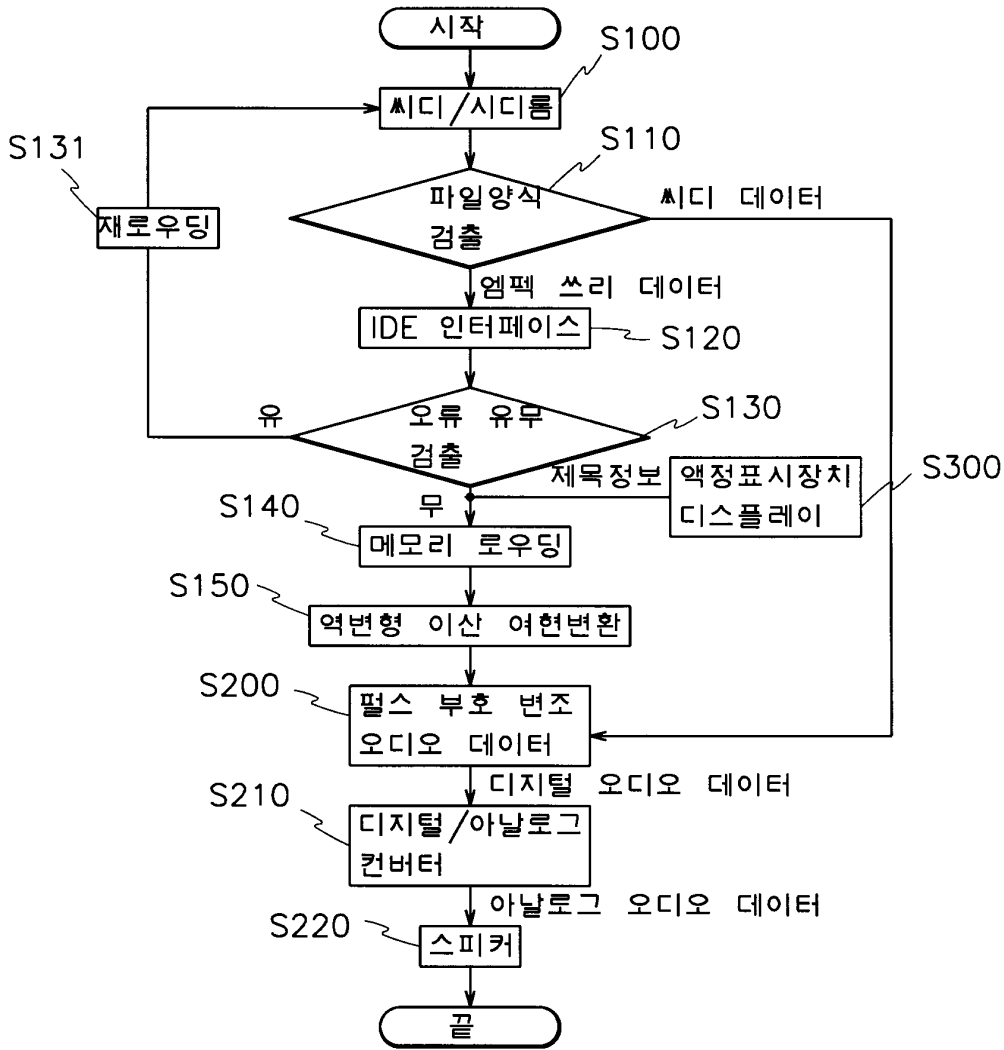 시작
S100
씨디/시디롬
S131
S110
재로우딩
파일양식
검출
씨디 데이터
엠펙 쓰리 데이터
IDE 인터페이스
S120
유
오류 유무
검출
S130
제목정보
액정표시장치
디스플레이
S300
무
S140
메모리 로우딩
S150
역변형 이산 여현변환
S200
펄스 부호 변조
오디오 데이터
디지털 오디오 데이터
S210
디지털/아날로그
컨버터
아날로그 오디오 데이터
S220
스피커
끝